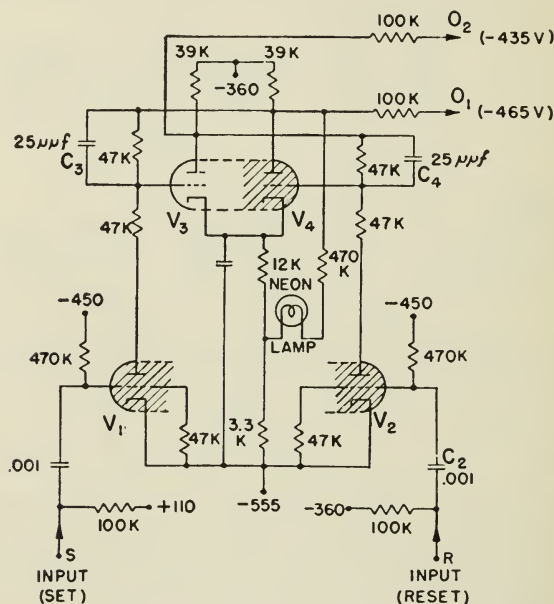 100K
O2
(-435 V)
39K
39K
-360
100K
O1
(-465 V)
25μμf
C3
47K
47K
25μμf
C4
47K
V3
V4
47K
12K
470
K
NEON
LAMP
-450
-450
470K
470K
V1
V2
47K
3.3
K
47K
C2
.001
.001
+110
-555
-360
100K
100K
S
R
INPUT
(SET)
INPUT
(RESET)